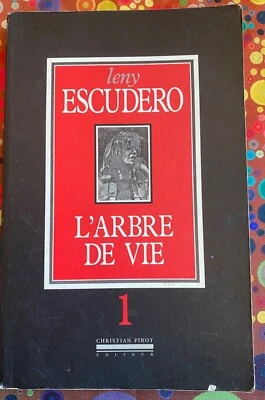 leny
ESCUDERO
L'ARBRE
DE VIE
1
CHRISTIAN PIROT
EDITEUR